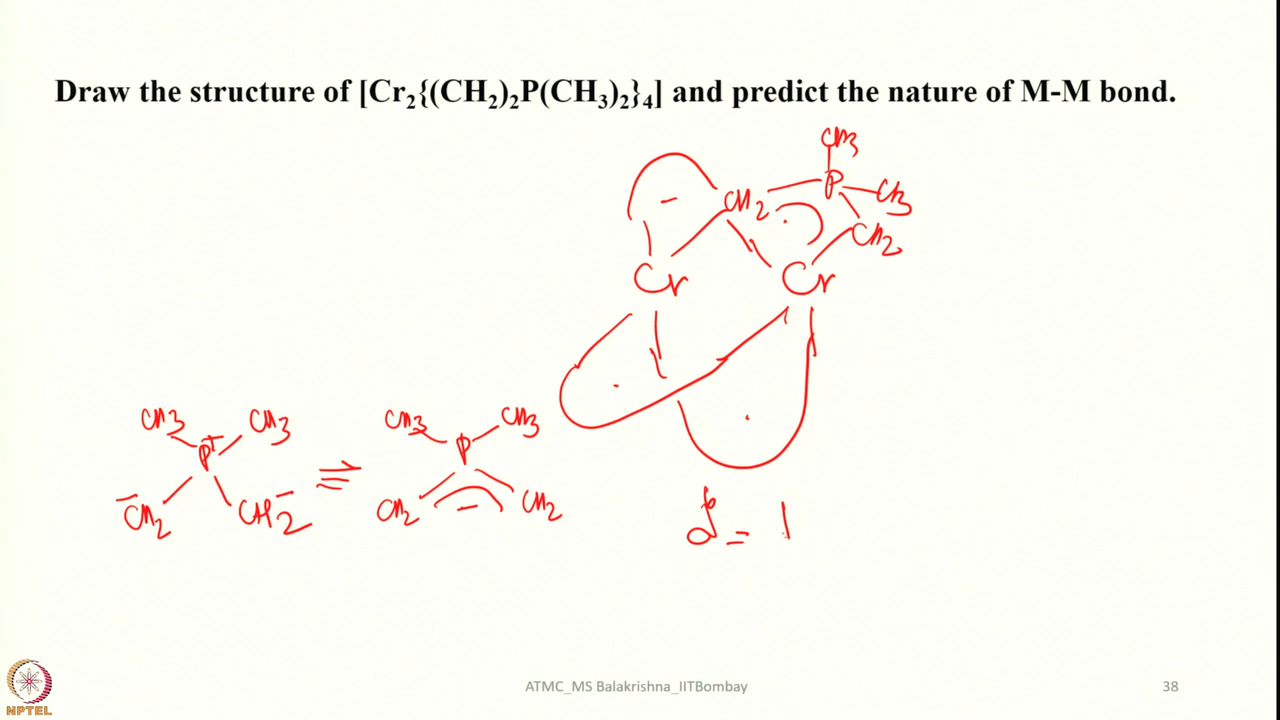 Draw the structure of [Cr₂{(CH₂)₂P(CH₃)₂}₄] and predict the nature of M-M bond.
CH3
P
CH3
CH2
CH2
Cr
Cr
CH3
CH3
P+
-CH2
CH2-
⇌
CH3
CH3
P
CH2
-
CH2
= 1
ATMC_MS Balakrishna_IITBombay
38
NPTEL